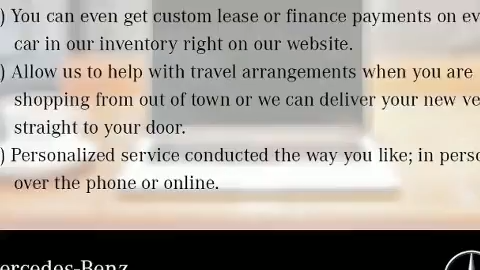 ) You can even get custom lease or finance payments on ev
car in our inventory right on our website.
) Allow us to help with travel arrangements when you are
shopping from out of town or we can deliver your new ve
straight to your door.
) Personalized service conducted the way you like; in perso
over the phone or online.
ercedes-Benz